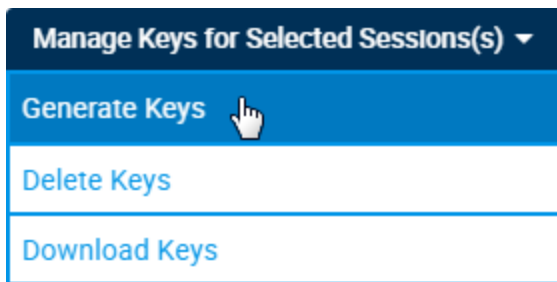 Manage Keys for Selected Sessions(s)
Generate Keys
Delete Keys
Download Keys